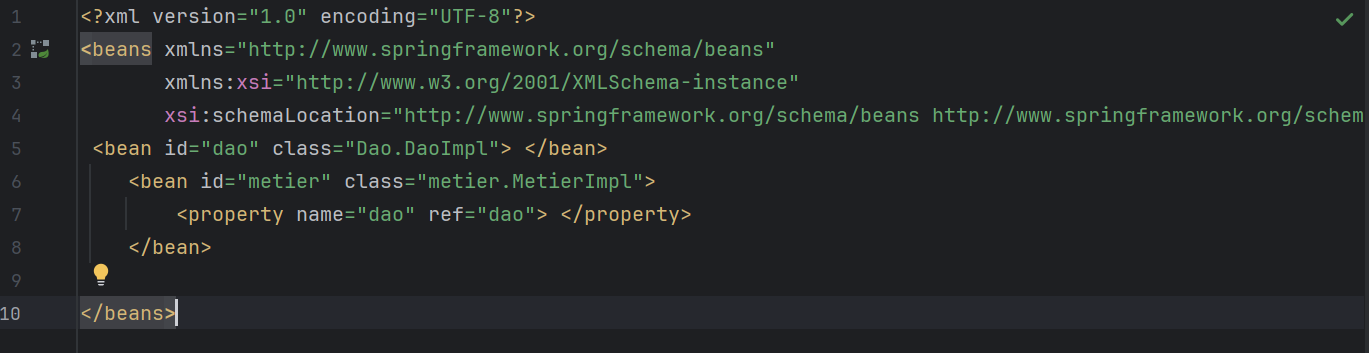 1 <?xml version="1.0" encoding="UTF-8"?>
2 <beans xmlns="http://www.springframework.org/schema/beans"
3 xmlns:xsi="http://www.w3.org/2001/XMLSchema-instance"
4 xsi:schemaLocation="http://www.springframework.org/schema/beans http://www.springframework.org/schem
5 <bean id="dao" class="Dao.DaoImpl"> </bean>
6 <bean id="metier" class="metier.MetierImpl">
7 <property name="dao" ref="dao"> </property>
8 </bean>
9
10 </beans>